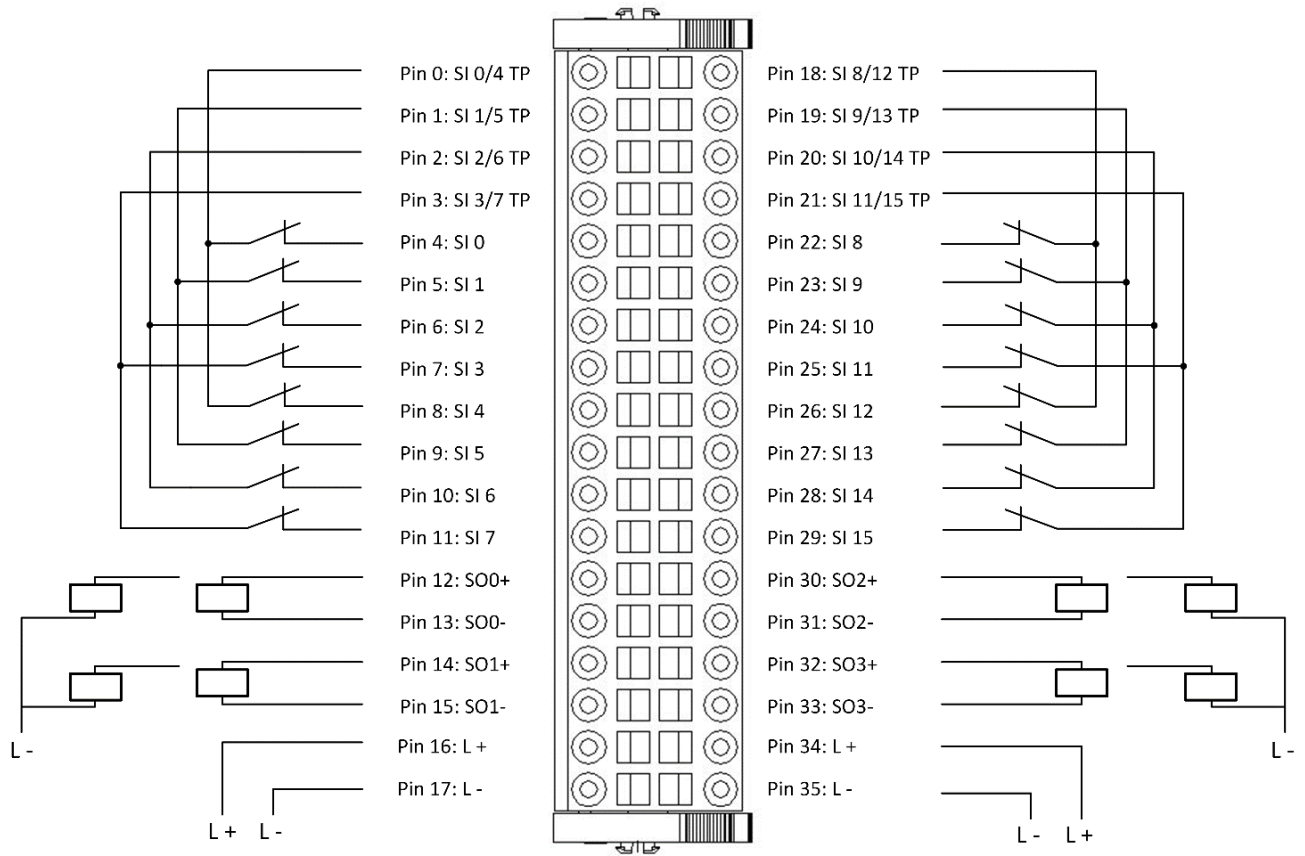 Pin 0: SI 0/4 TP
Pin 1: SI 1/5 TP
Pin 2: SI 2/6 TP
Pin 3: SI 3/7 TP
Pin 4: SI 0
Pin 5: SI 1
Pin 6: SI 2
Pin 7: SI 3
Pin 8: SI 4
Pin 9: SI 5
Pin 10: SI 6
Pin 11: SI 7
Pin 12: SO0+
Pin 13: SO0-
Pin 14: SO1+
Pin 15: SO1-
Pin 16: L +
Pin 17: L -
L -
L +
L -
Pin 18: SI 8/12 TP
Pin 19: SI 9/13 TP
Pin 20: SI 10/14 TP
Pin 21: SI 11/15 TP
Pin 22: SI 8
Pin 23: SI 9
Pin 24: SI 10
Pin 25: SI 11
Pin 26: SI 12
Pin 27: SI 13
Pin 28: SI 14
Pin 29: SI 15
Pin 30: SO2+
Pin 31: SO2-
Pin 32: SO3+
Pin 33: SO3-
Pin 34: L +
Pin 35: L -
L -
L -
L +